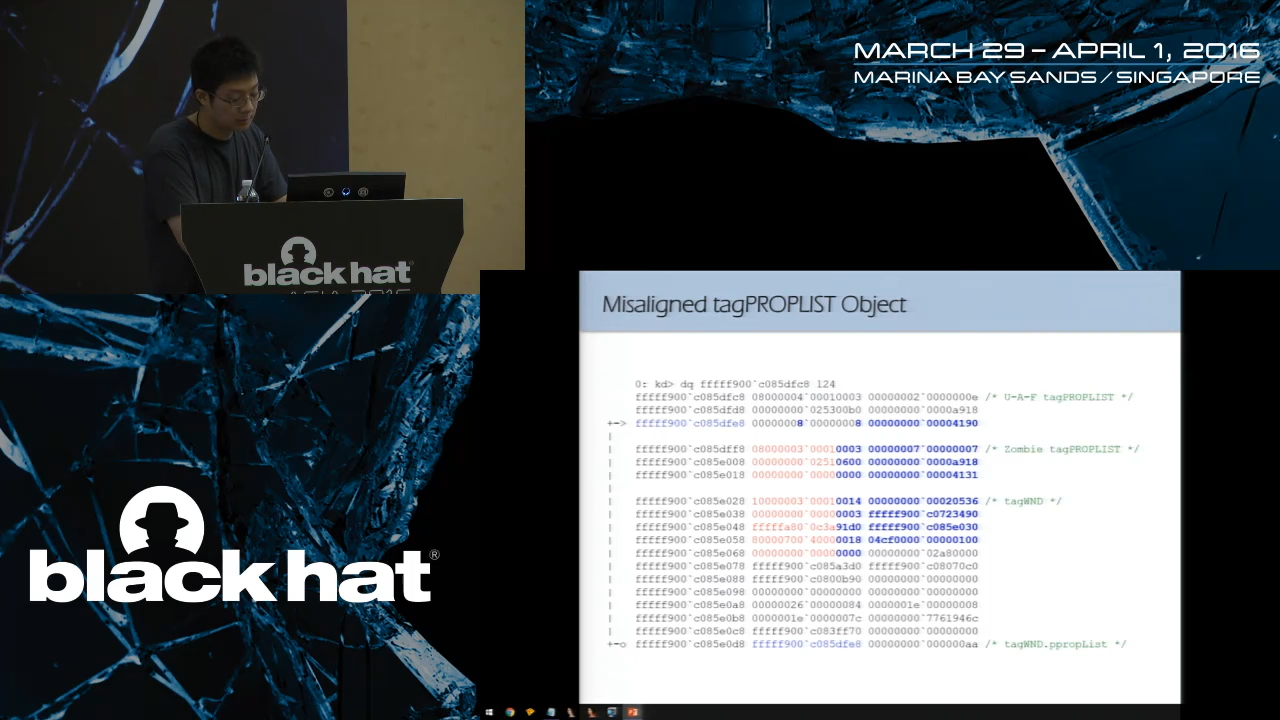 MARCH 29 – APRIL 1, 2016
MARINA BAY SANDS / SINGAPORE
black hat
ASIA 2016
Misaligned tagPROPLIST Object
0: kd> dq fffff900`c085dfc8 l24
fffff900`c085dfc8 08000004`00010003 00000002`0000000e /* U-A-F tagPROPLIST */
fffff900`c085dfd8 00000000`025300b0 00000000`0000a918
+-> fffff900`c085dfe8 00000008`00000008 00000000`00004190
|
| fffff900`c085dff8 08000003`00010003 00000007`00000007 /* Zombie tagPROPLIST */
| fffff900`c085e008 00000000`02510600 00000000`0000a918
| fffff900`c085e018 00000000`00000000 00000000`00004131
|
| fffff900`c085e028 10000003`00010014 00000000`00020536 /* tagWND */
| fffff900`c085e038 00000000`00000003 fffff900`c0723490
| fffff900`c085e048 fffffa80`0c3a91d0 fffff900`c085e030
| fffff900`c085e058 80000700`40000018 04cf0000`00000100
| fffff900`c085e068 00000000`00000000 00000000`02a80000
| fffff900`c085e078 fffff900`c085a3d0 fffff900`c08070c0
| fffff900`c085e088 fffff900`c0800b90 00000000`00000000
| fffff900`c085e098 00000000`00000000 00000000`00000000
| fffff900`c085e0a8 00000026`00000084 0000001e`00000008
| fffff900`c085e0b8 0000001e`0000007c 00000000`7761946c
| fffff900`c085e0c8 fffff900`c083ff70 00000000`00000000
+-o fffff900`c085e0d8 fffff900`c085dfe8 00000000`000000aa /* tagWND.ppropList */
black hat®